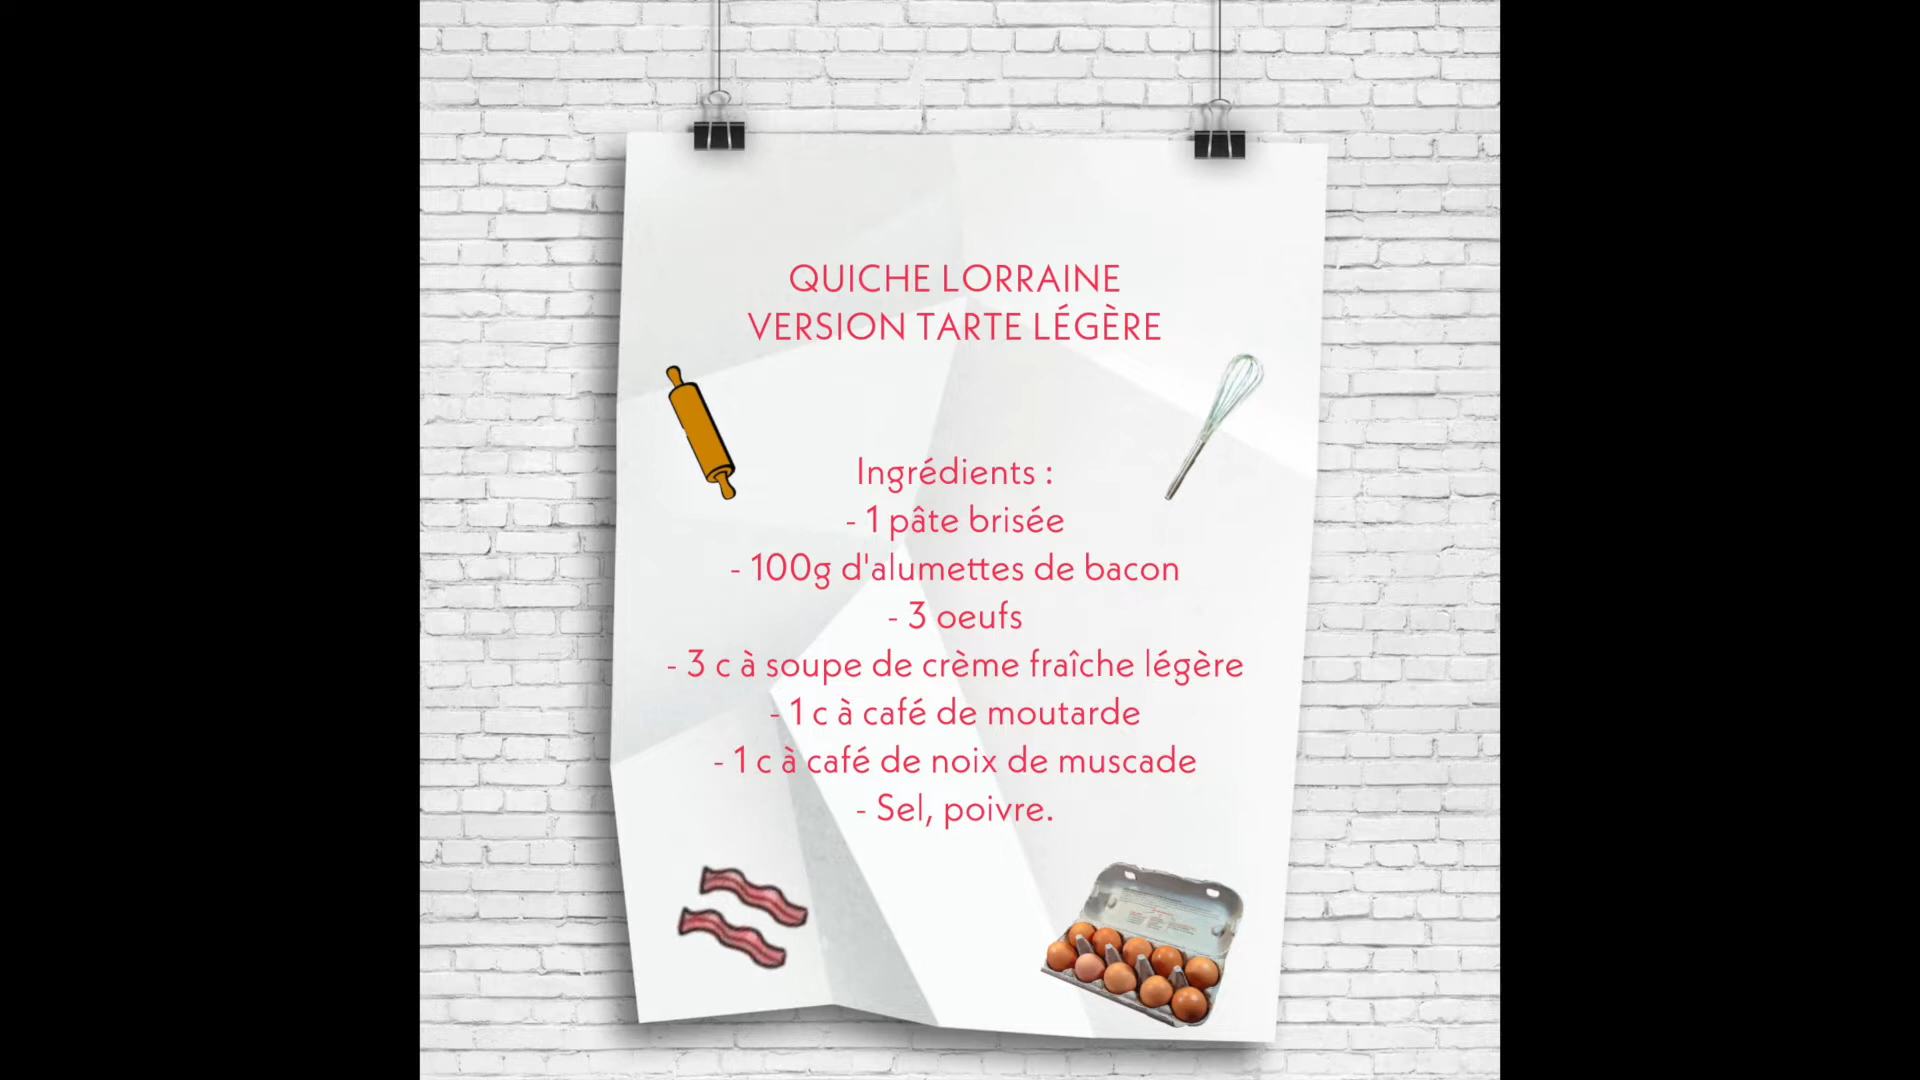 QUICHE LORRAINE
VERSION TARTE LÉGÈRE
Ingrédients :
- 1 pâte brisée
- 100g d'alumettes de bacon
- 3 oeufs
- 3 c à soupe de crème fraîche légère
- 1 c à café de moutarde
- 1 c à café de noix de muscade
- Sel, poivre.